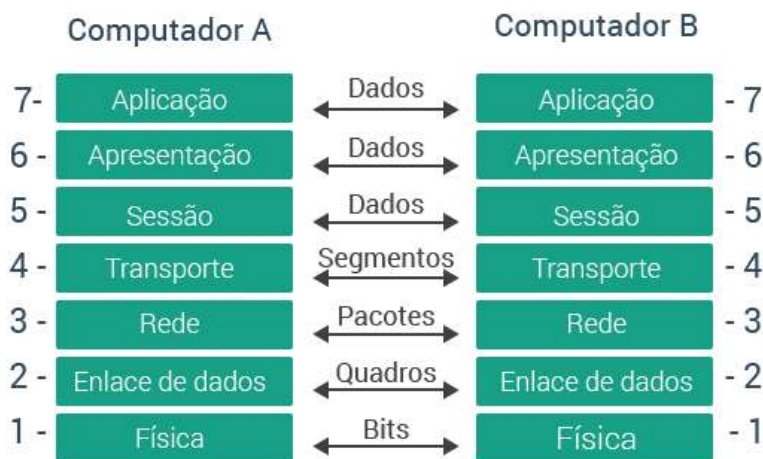 Computador A Computador B
7- Aplicação Dados Aplicação - 7
6 - Apresentação Dados Apresentação - 6
5 - Sessão Dados Sessão - 5
4 - Transporte Segmentos Transporte - 4
3 - Rede Pacotes Rede - 3
2 - Enlace de dados Quadros Enlace de dados - 2
1 - Física Bits Física - 1